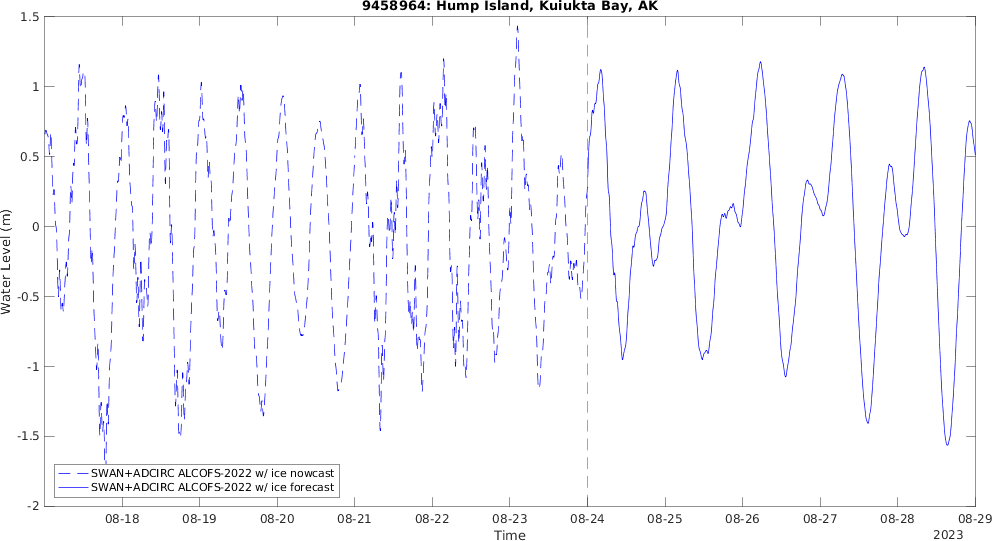 9458964: Hump Island, Kuiukta Bay, AK
1.5
1
0.5
0
-0.5
-1
-1.5
-2
Water Level (m)
SWAN+ADCIRC ALCOFS-2022 w/ ice nowcast
SWAN+ADCIRC ALCOFS-2022 w/ ice forecast
08-18 08-19 08-20 08-21 08-22 08-23 08-24 08-25 08-26 08-27 08-28 08-29
Time
2023